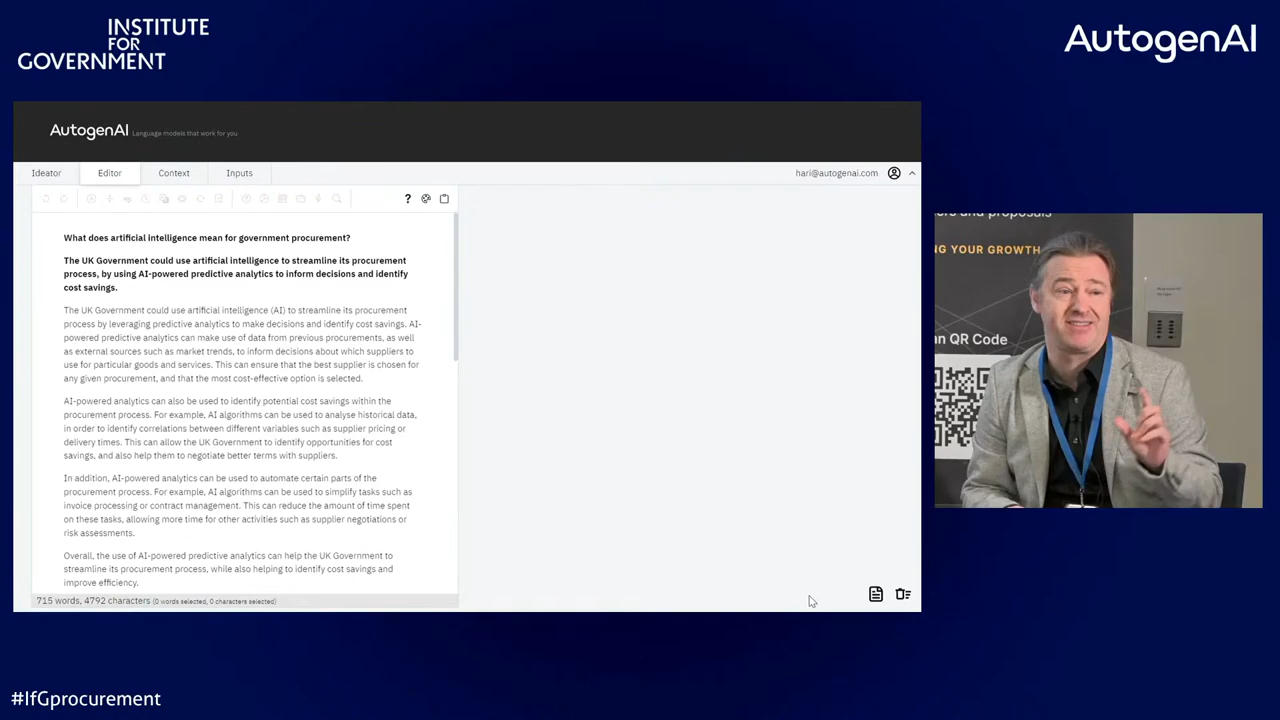 INSTITUTE
FOR
GOVERNMENT
AutogenAI
AutogenAI Language models that work for you
Ideator Editor Context Inputs hari@autogenai.com
?
What does artificial intelligence mean for government procurement?
The UK Government could use artificial intelligence to streamline its procurement
process, by using AI-powered predictive analytics to inform decisions and identify
cost savings.
The UK Government could use artificial intelligence (AI) to streamline its procurement
process by leveraging predictive analytics to make decisions and identify cost savings. AI-
powered predictive analytics can make use of data from previous procurements, as well
as external sources such as market trends, to inform decisions about which suppliers to
use for particular goods and services. This can ensure that the best supplier is chosen for
any given procurement, and that the most cost-effective option is selected.
AI-powered analytics can also be used to identify potential cost savings within the
procurement process. For example, AI algorithms can be used to analyse historical data,
in order to identify correlations between different variables such as supplier pricing or
delivery times. This can allow the UK Government to identify opportunities for cost
savings, and also help them to negotiate better terms with suppliers.
In addition, AI-powered analytics can be used to automate certain parts of the
procurement process. For example, AI algorithms can be used to simplify tasks such as
invoice processing or contract management. This can reduce the amount of time spent
on these tasks, allowing more time for other activities such as supplier negotiations or
risk assessments.
Overall, the use of AI-powered predictive analytics can help the UK Government to
streamline its procurement process, while also helping to identify cost savings and
improve efficiency.
715 words, 4792 characters (0 words selected, 0 characters selected)
and proposals
YOUR GROWTH
QR Code
#IfGprocurement